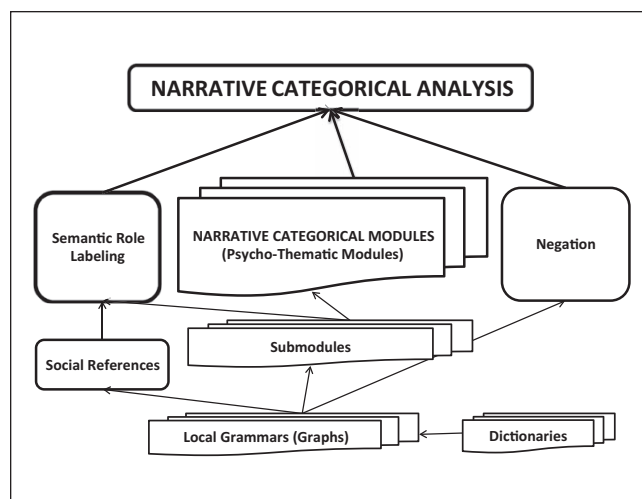 NARRATIVE CATEGORICAL ANALYSIS
Semantic Role
Labeling
NARRATIVE CATEGORICAL MODULES
(Psycho-Thematic Modules)
Negation
Submodules
Social References
Local Grammars (Graphs)
Dictionaries